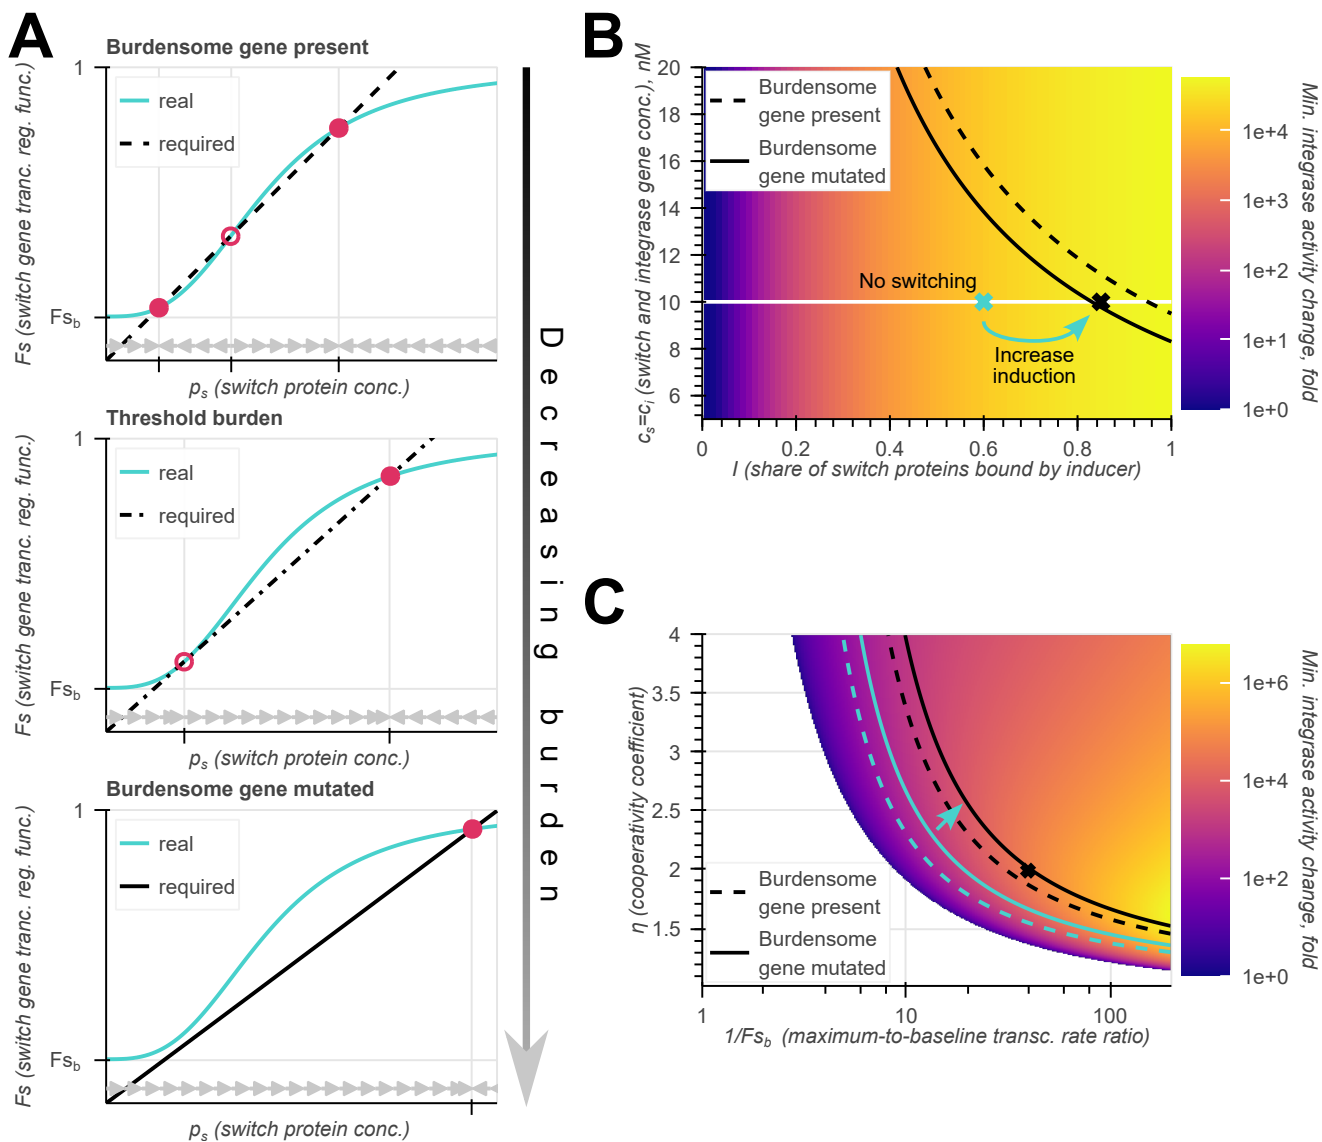 A
Burdensome gene present
1
real
required
Fs_b
Fs (switch gene tranc. reg. func.)
p_s (switch protein conc.)
Threshold burden
1
real
required
Fs_b
Fs (switch gene tranc. reg. func.)
p_s (switch protein conc.)
Burdensome gene mutated
1
real
required
Fs_b
Fs (switch gene tranc. reg. func.)
p_s (switch protein conc.)
Decreasing burden
B
c_s=c_i (switch and integrase gene conc.), nM
20
18
16
14
12
10
8
6
Burdensome
gene present
Burdensome
gene mutated
No switching
Increase
induction
0
0.2
0.4
0.6
0.8
1
I (share of switch proteins bound by inducer)
1e+4
1e+3
1e+2
1e+1
1e+0
Min. integrase activity change, fold
C
η (cooperativity coefficient)
4
3.5
3
2.5
2
1.5
Burdensome
gene present
Burdensome
gene mutated
1
10
100
1/Fs_b (maximum-to-baseline transc. rate ratio)
1e+6
1e+4
1e+2
1e+0
Min. integrase activity change, fold